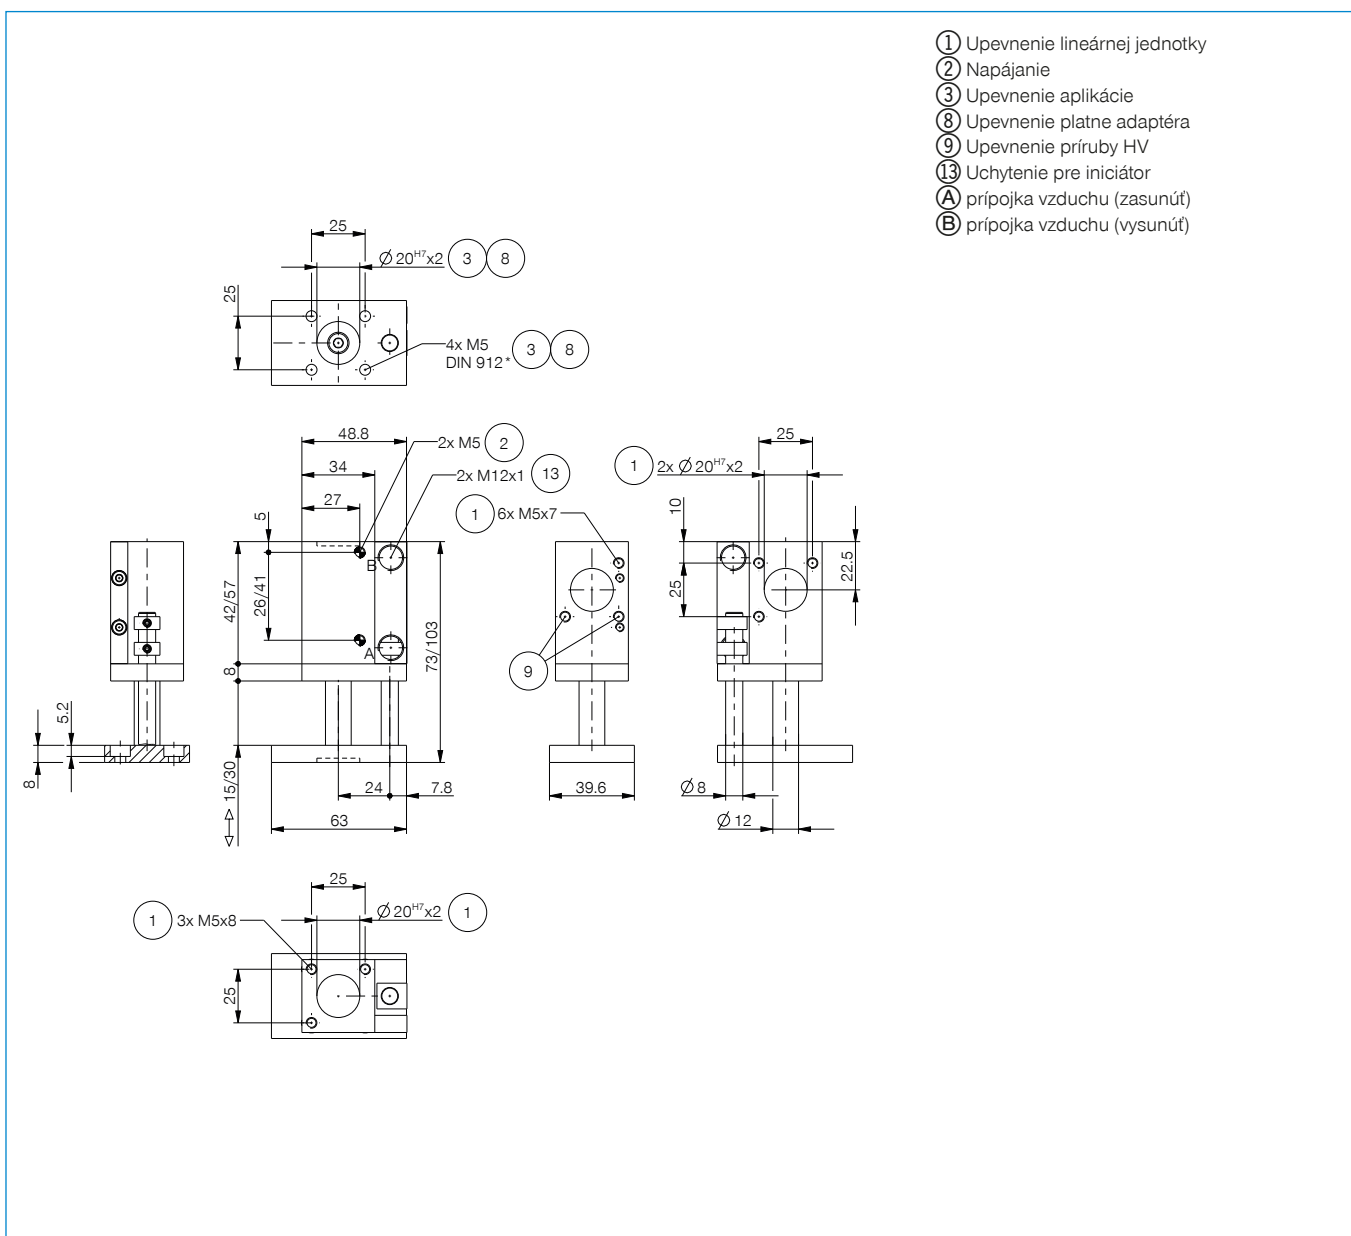 1 Upevnenie lineárnej jednotky
2 Napájanie
3 Upevnenie aplikácie
8 Upevnenie platne adaptéra
9 Upevnenie príruby HV
13 Uchytenie pre iniciátor
A prípojka vzduchu (zasunúť)
B prípojka vzduchu (vysunúť)
25
Ø 20H7x2 3 8
25
4x M5 3 8
DIN 912*
48.8
2x M5 2
34
2x M12x1 13
27
5
B
42/57
26/41
A
8
73/103
15/30
24
7.8
63
5.2
8
1 6x M5x7
9
39.6
25
1 2x Ø 20H7x2
10
25
22.5
Ø 8
Ø 12
25
1 3x M5x8
Ø 20H7x2 1
25